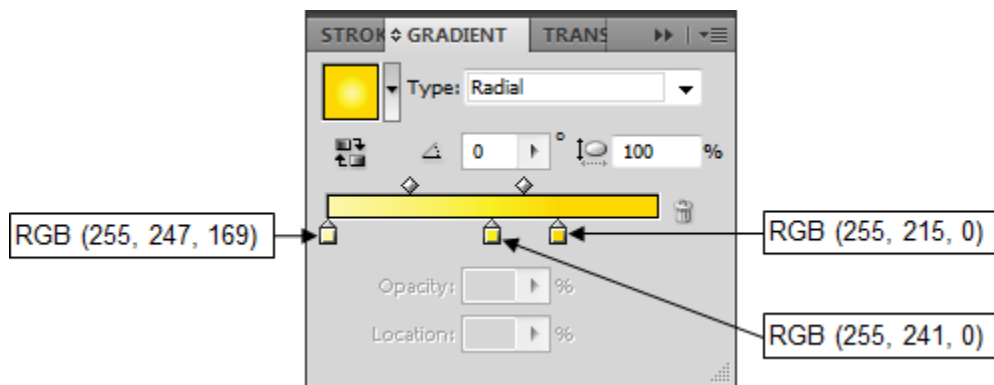 STROK GRADIENT TRANS
Type: Radial
0 ° 100 %
RGB (255, 247, 169)
RGB (255, 215, 0)
Opacity: %
Location: %
RGB (255, 241, 0)